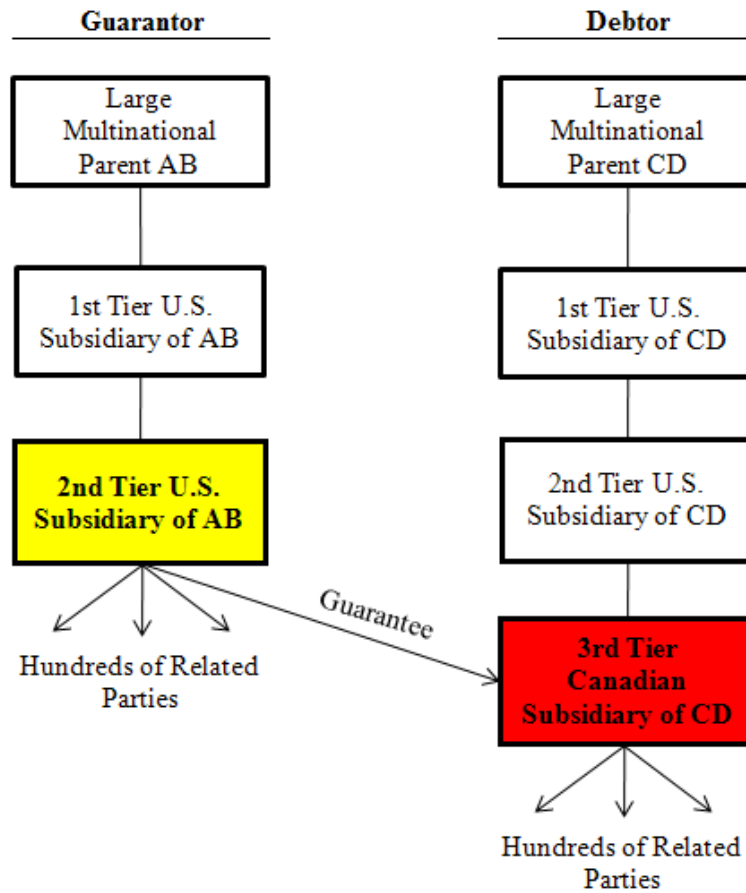 Guarantor
Large
Multinational
Parent AB
1st Tier U.S.
Subsidiary of AB
2nd Tier U.S.
Subsidiary of AB
Hundreds of Related
Parties
Guarantee
Debtor
Large
Multinational
Parent CD
1st Tier U.S.
Subsidiary of CD
2nd Tier U.S.
Subsidiary of CD
3rd Tier
Canadian
Subsidiary of CD
Hundreds of Related
Parties